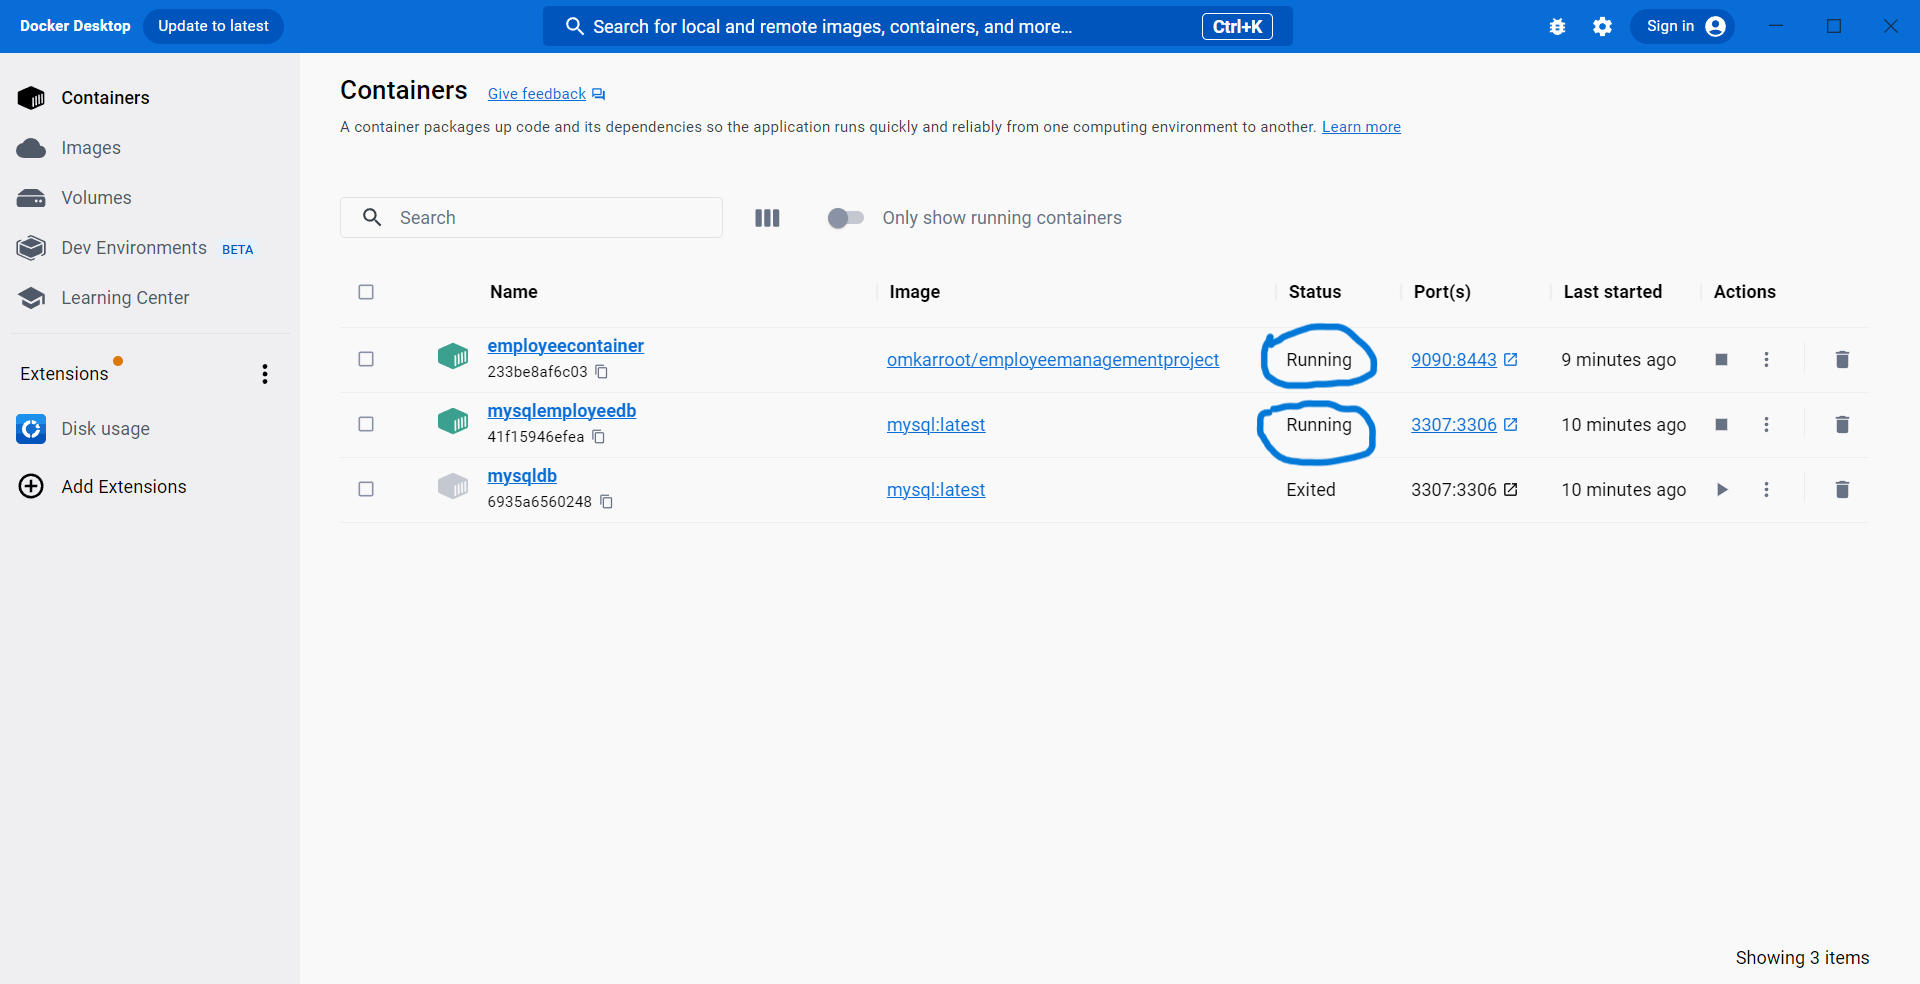 Docker Desktop Update to latest Search for local and remote images, containers, and more... Ctrl+K Sign in
Containers
Images
Volumes
Dev Environments BETA
Learning Center
Extensions
Disk usage
Add Extensions
Containers Give feedback
A container packages up code and its dependencies so the application runs quickly and reliably from one computing environment to another. Learn more
Search Only show running containers
Name Image Status Port(s) Last started Actions
employeecontainer
233be8af6c03
omkarroot/employeemanagementproject Running 9090:8443 9 minutes ago
mysqlemployeedb
41f15946efea
mysql:latest Running 3307:3306 10 minutes ago
mysqldb
6935a6560248
mysql:latest Exited 3307:3306 10 minutes ago
Showing 3 items